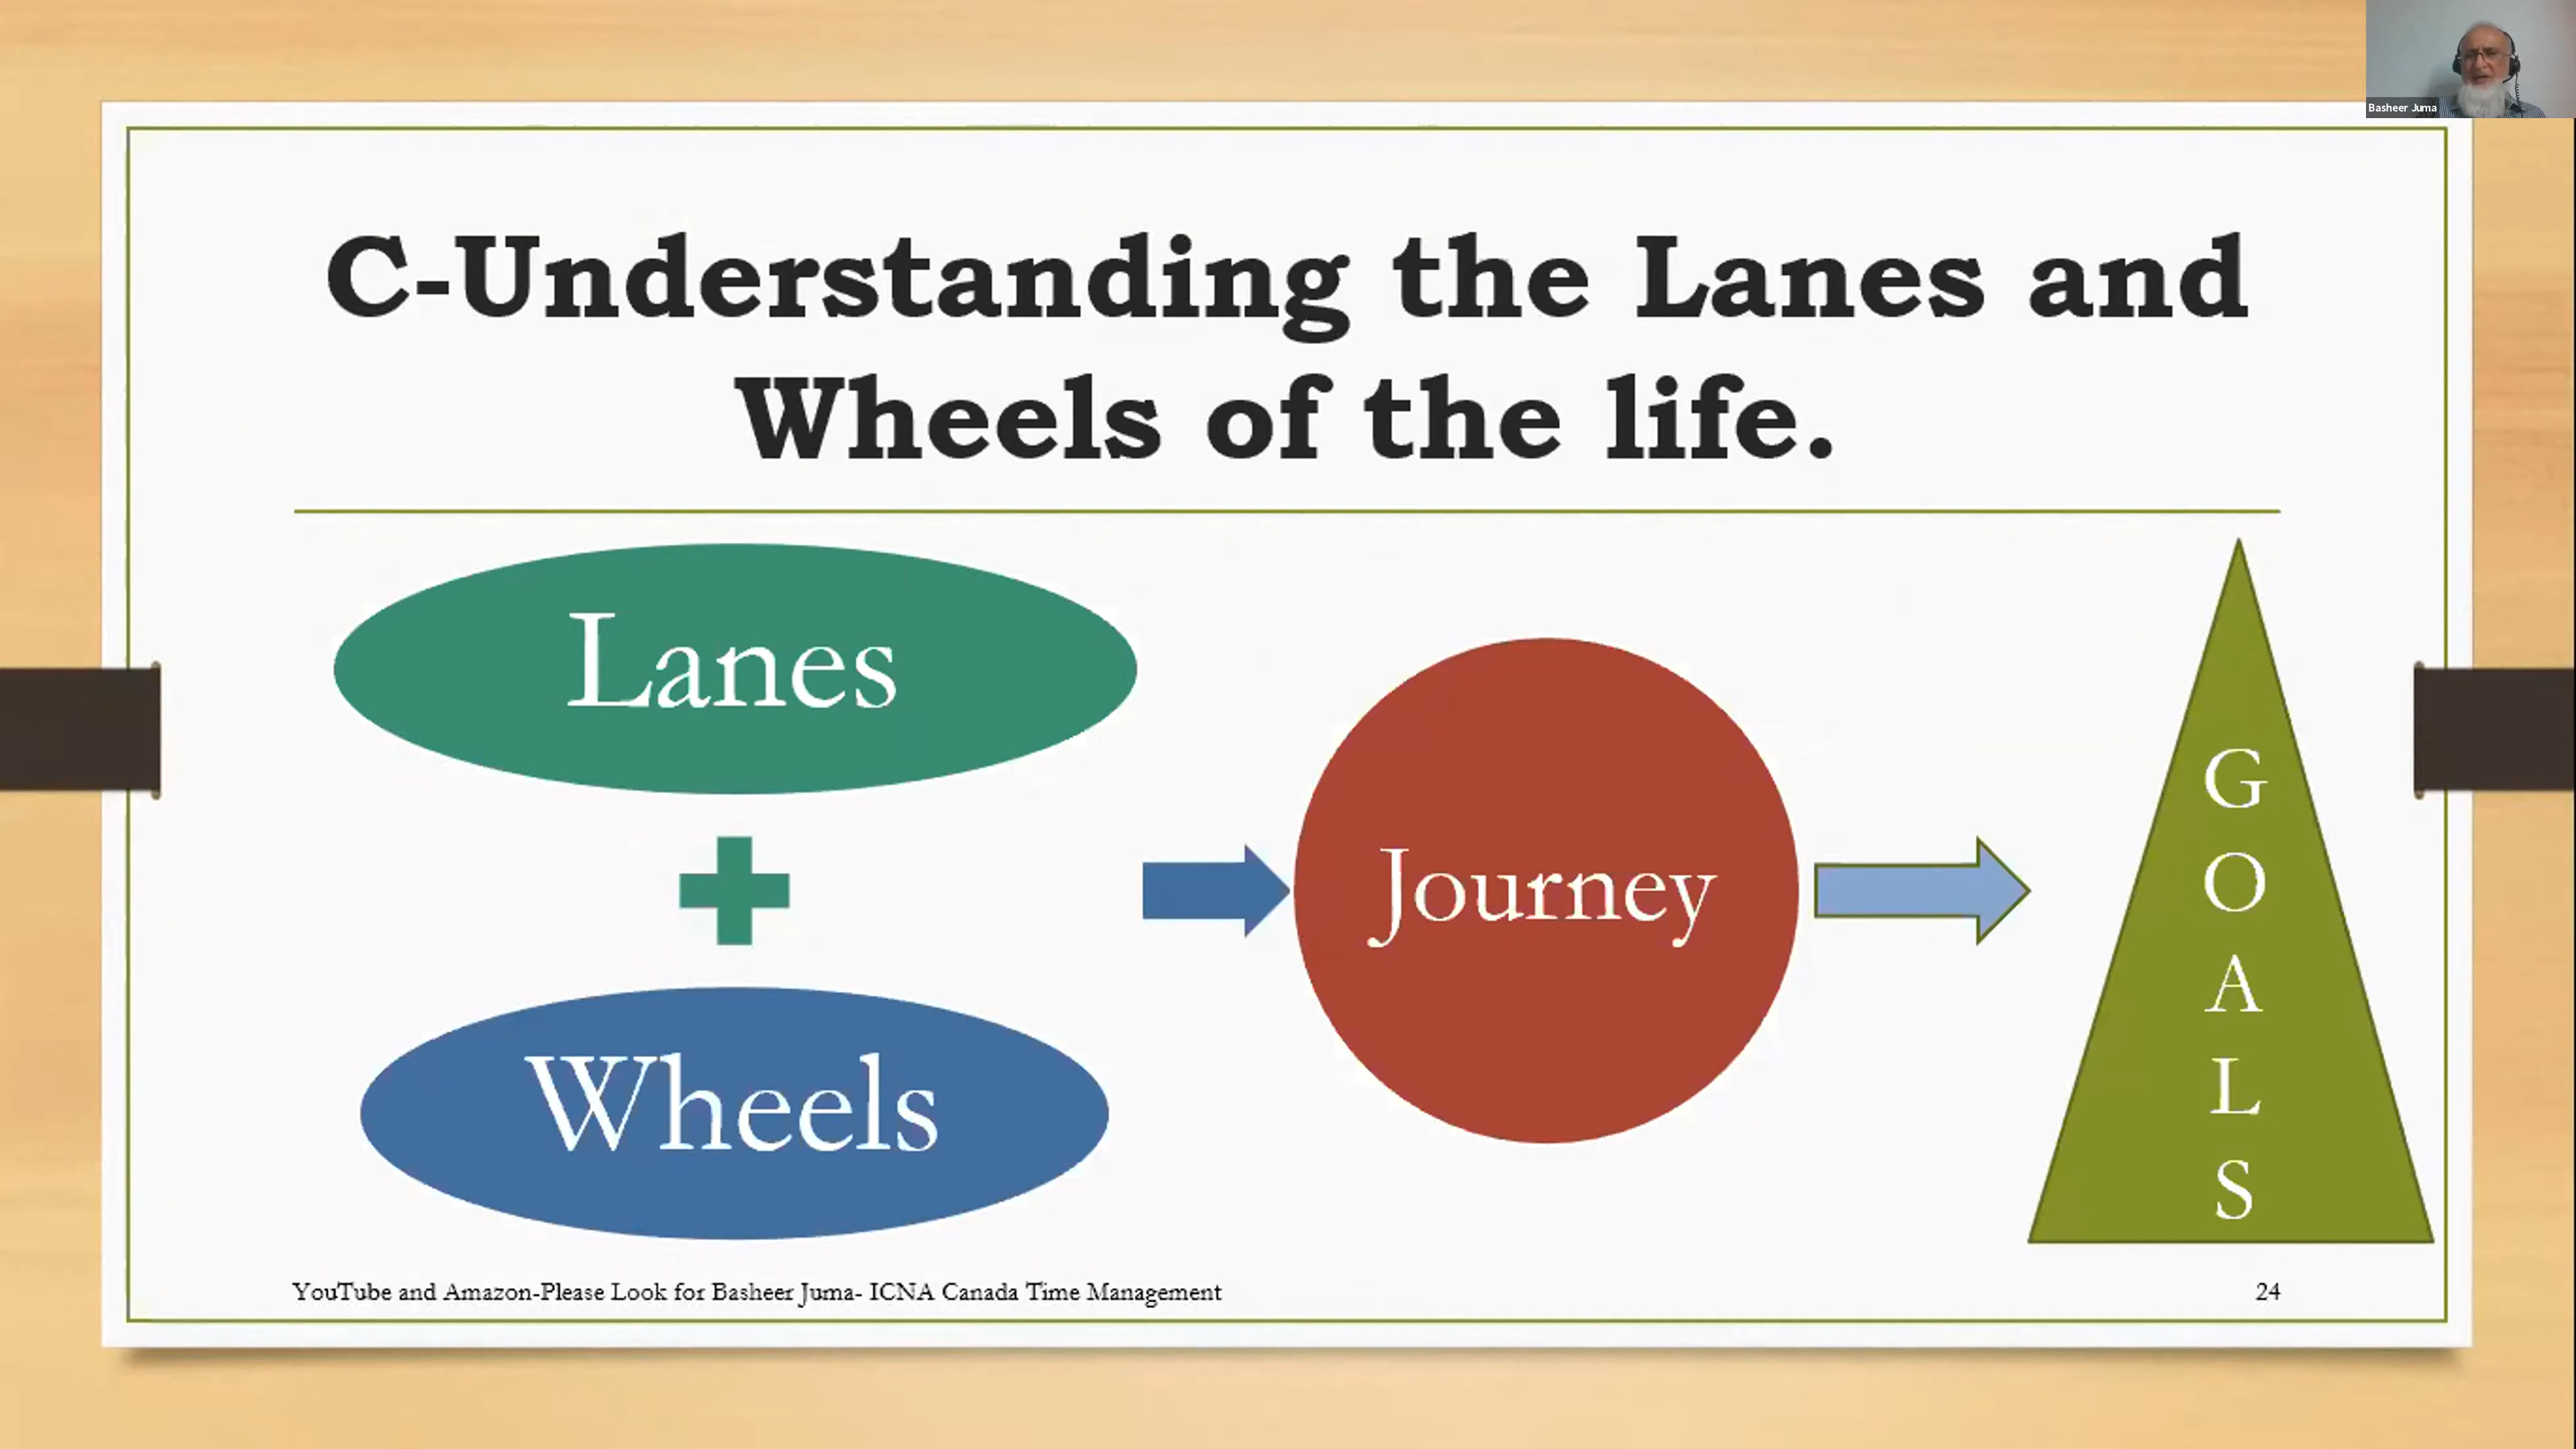 Basheer Juma
C-Understanding the Lanes and
Wheels of the life.
Lanes
Wheels
Journey
G
O
A
L
S
YouTube and Amazon-Please Look for Basheer Juma- ICNA Canada Time Management
24